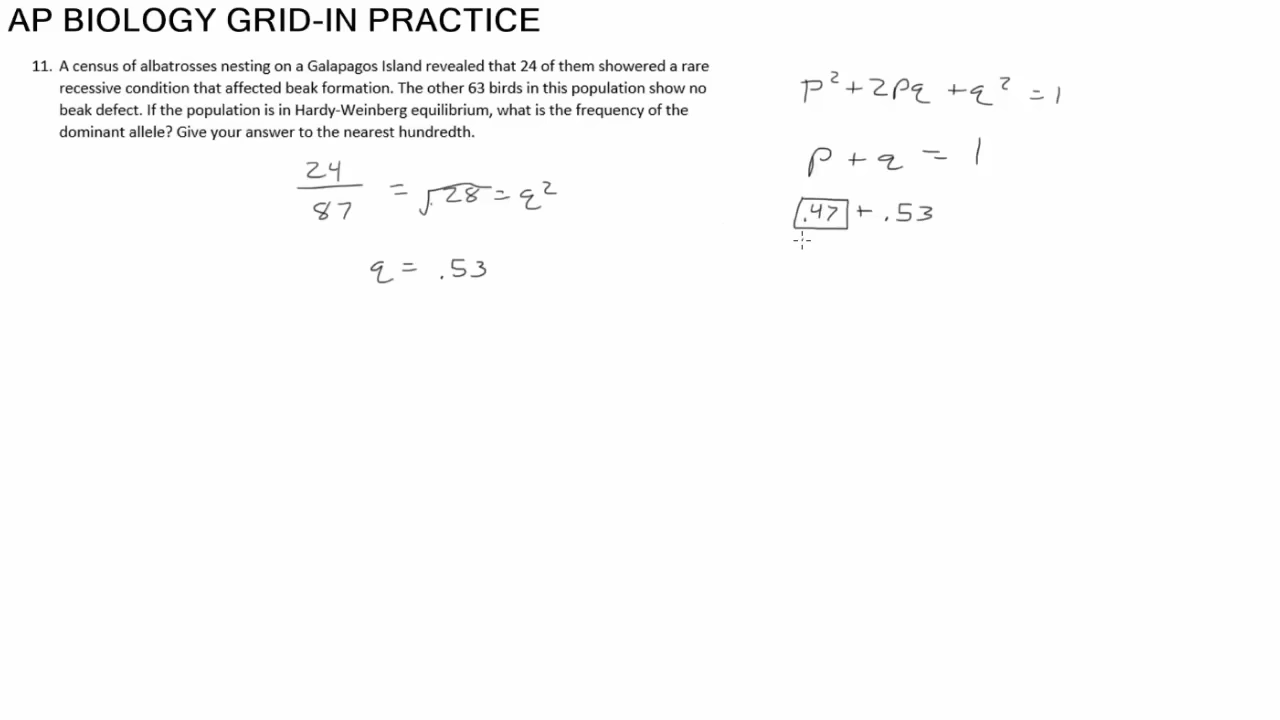 AP BIOLOGY GRID-IN PRACTICE
11. A census of albatrosses nesting on a Galapagos Island revealed that 24 of them showered a rare
recessive condition that affected beak formation. The other 63 birds in this population show no
beak defect. If the population is in Hardy-Weinberg equilibrium, what is the frequency of the
dominant allele? Give your answer to the nearest hundredth.
p² + 2pq + q² = 1
p + q = 1
24/87 = √.28 = q²
.47 + .53
q = .53